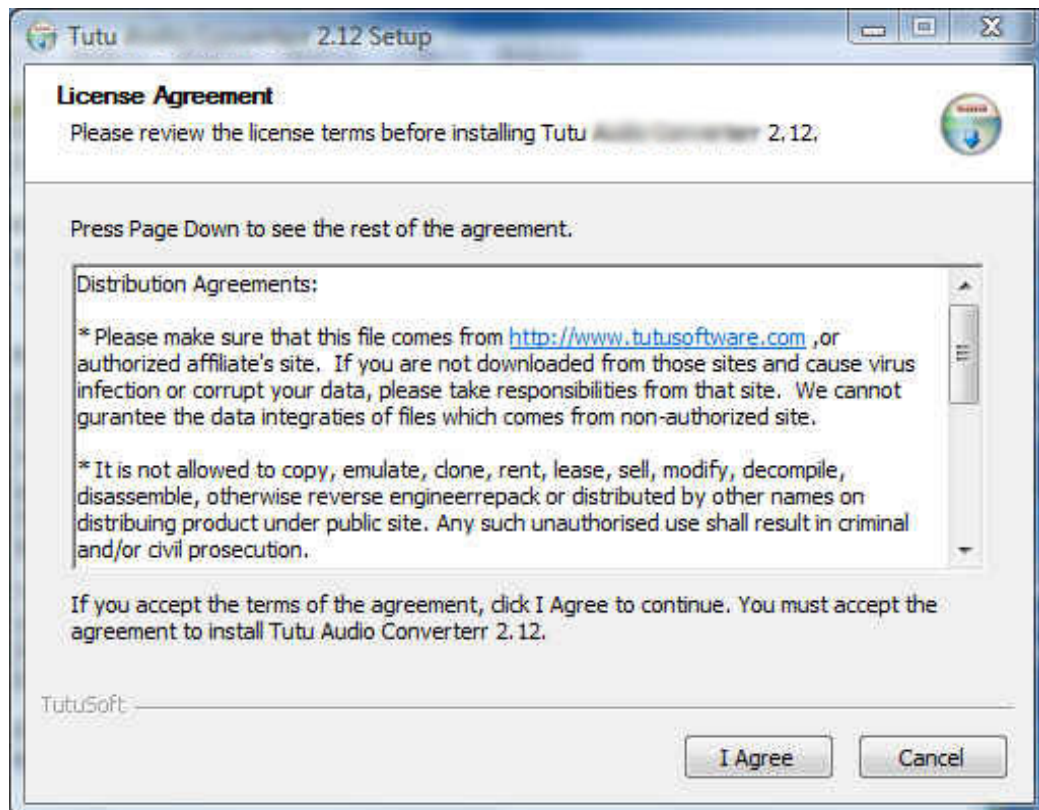 Tutu 2.12 Setup
License Agreement
Please review the license terms before installing Tutu 2.12.
Press Page Down to see the rest of the agreement.
Distribution Agreements:
* Please make sure that this file comes from http://www.tutusoftware.com ,or
authorized affiliate's site. If you are not downloaded from those sites and cause virus
infection or corrupt your data, please take responsibilities from that site. We cannot
gurantee the data integraties of files which comes from non-authorized site.
* It is not allowed to copy, emulate, clone, rent, lease, sell, modify, decompile,
disassemble, otherwise reverse engineerrepack or distributed by other names on
distribuing product under public site. Any such unauthorised use shall result in criminal
and/or civil prosecution.
If you accept the terms of the agreement, click I Agree to continue. You must accept the
agreement to install Tutu Audio Converterr 2.12.
TutuSoft
I Agree
Cancel